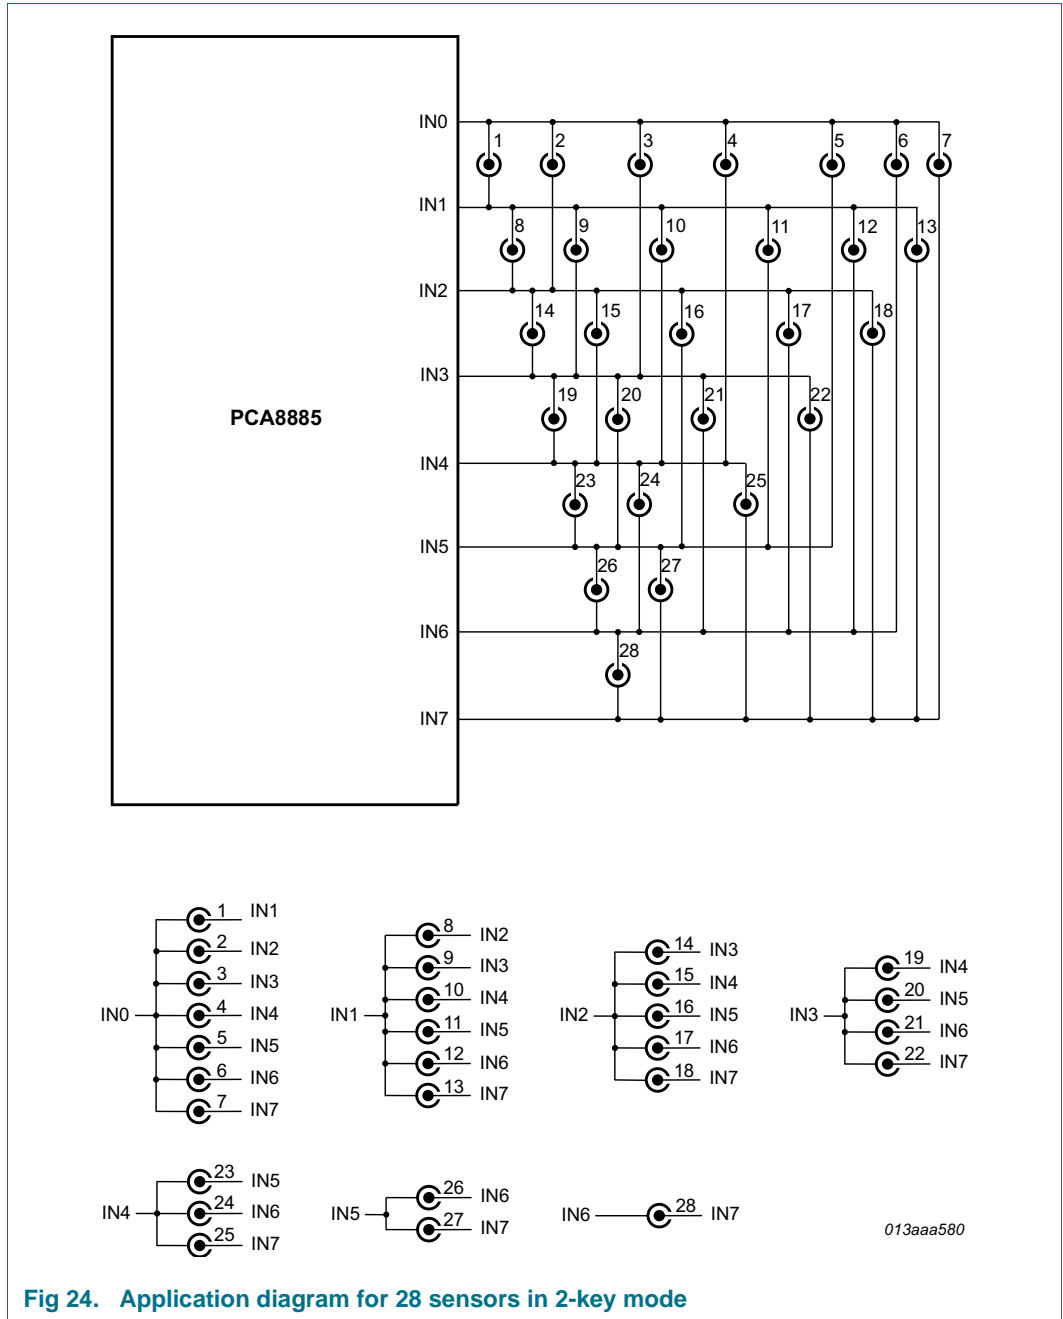 IN0
1 2 3 4 5 6 7
IN1
8 9 10 11 12 13
IN2
14 15 16 17 18
IN3
19 20 21 22
PCA8885
IN4
23 24 25
IN5
26 27
IN6
28
IN7
1 IN1
2 IN2
3 IN3
IN0 4 IN4
5 IN5
6 IN6
7 IN7
8 IN2
9 IN3
10 IN4
IN1 11 IN5
12 IN6
13 IN7
14 IN3
15 IN4
IN2 16 IN5
17 IN6
18 IN7
19 IN4
20 IN5
IN3 21 IN6
22 IN7
23 IN5
IN4 24 IN6
25 IN7
26 IN6
IN5 27 IN7
IN6 28 IN7
013aaa580
Fig 24. Application diagram for 28 sensors in 2-key mode